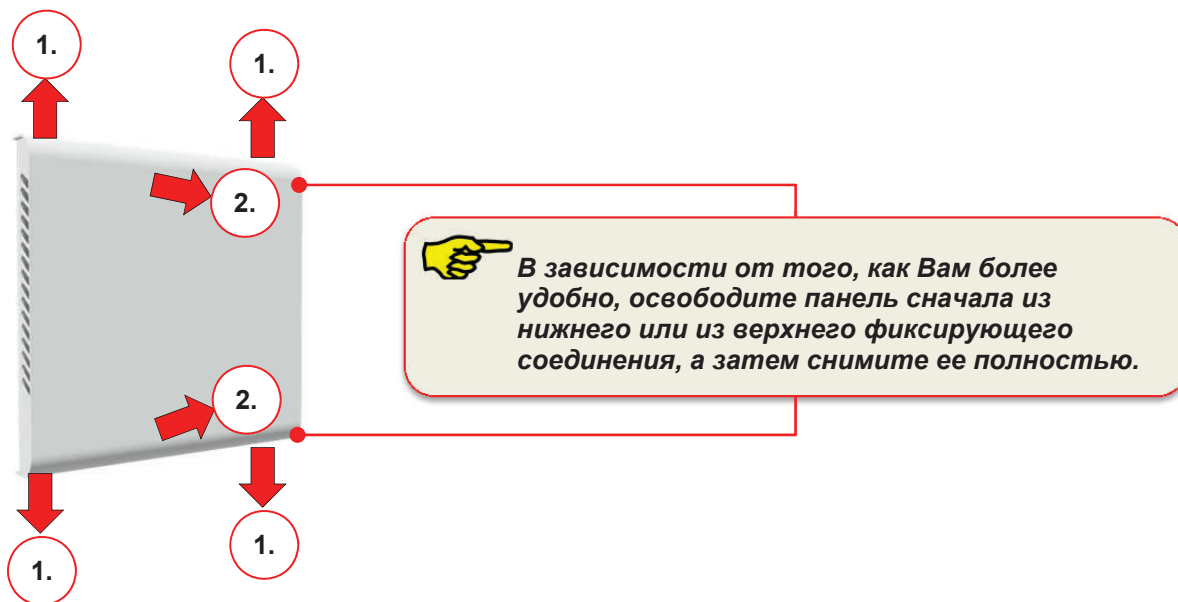 1.
1.
2.
В зависимости от того, как Вам более
удобно, освободите панель сначала из
нижнего или из верхнего фиксирующего
соединения, а затем снимите ее полностью.
2.
1.
1.